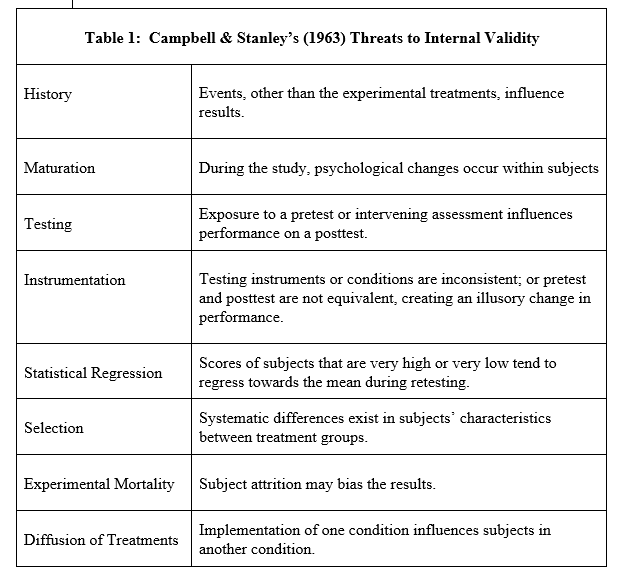 Table 1: Campbell & Stanley's (1963) Threats to Internal Validity
History
Events, other than the experimental treatments, influence
results.
Maturation
During the study, psychological changes occur within subjects
Testing
Exposure to a pretest or intervening assessment influences
performance on a posttest.
Instrumentation
Testing instruments or conditions are inconsistent; or pretest
and posttest are not equivalent, creating an illusory change in
performance.
Statistical Regression
Scores of subjects that are very high or very low tend to
regress towards the mean during retesting.
Selection
Systematic differences exist in subjects' characteristics
between treatment groups.
Experimental Mortality
Subject attrition may bias the results.
Diffusion of Treatments
Implementation of one condition influences subjects in
another condition.